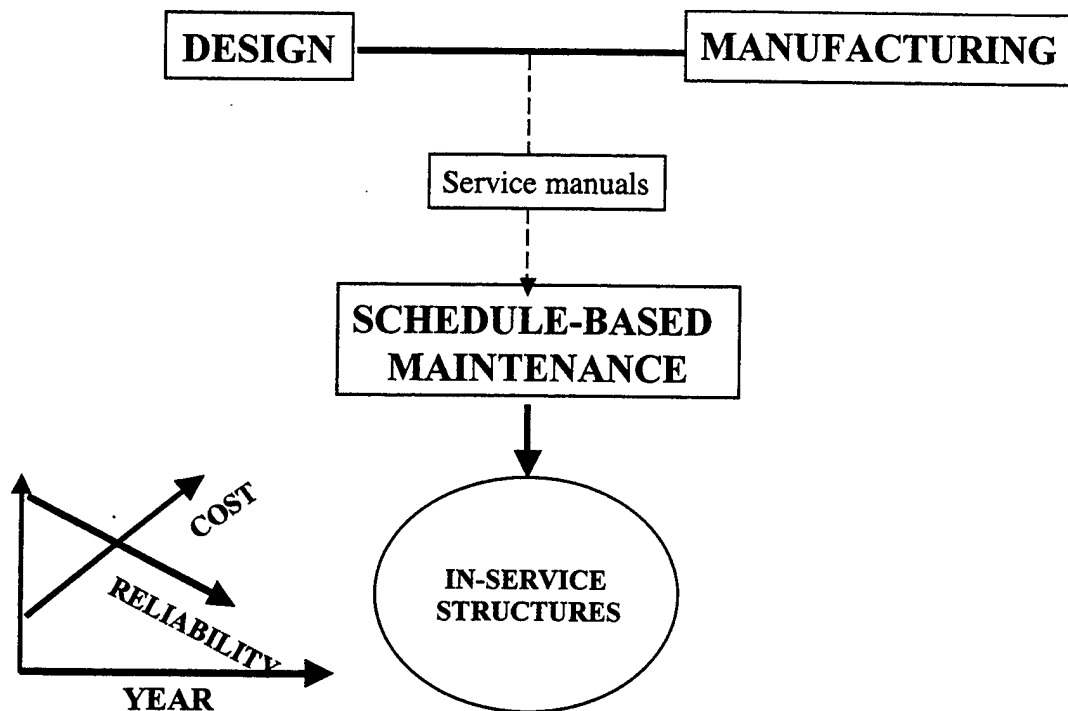 DESIGN
MANUFACTURING
Service manuals
SCHEDULE-BASED
MAINTENANCE
IN-SERVICE
STRUCTURES
COST
RELIABILITY
YEAR